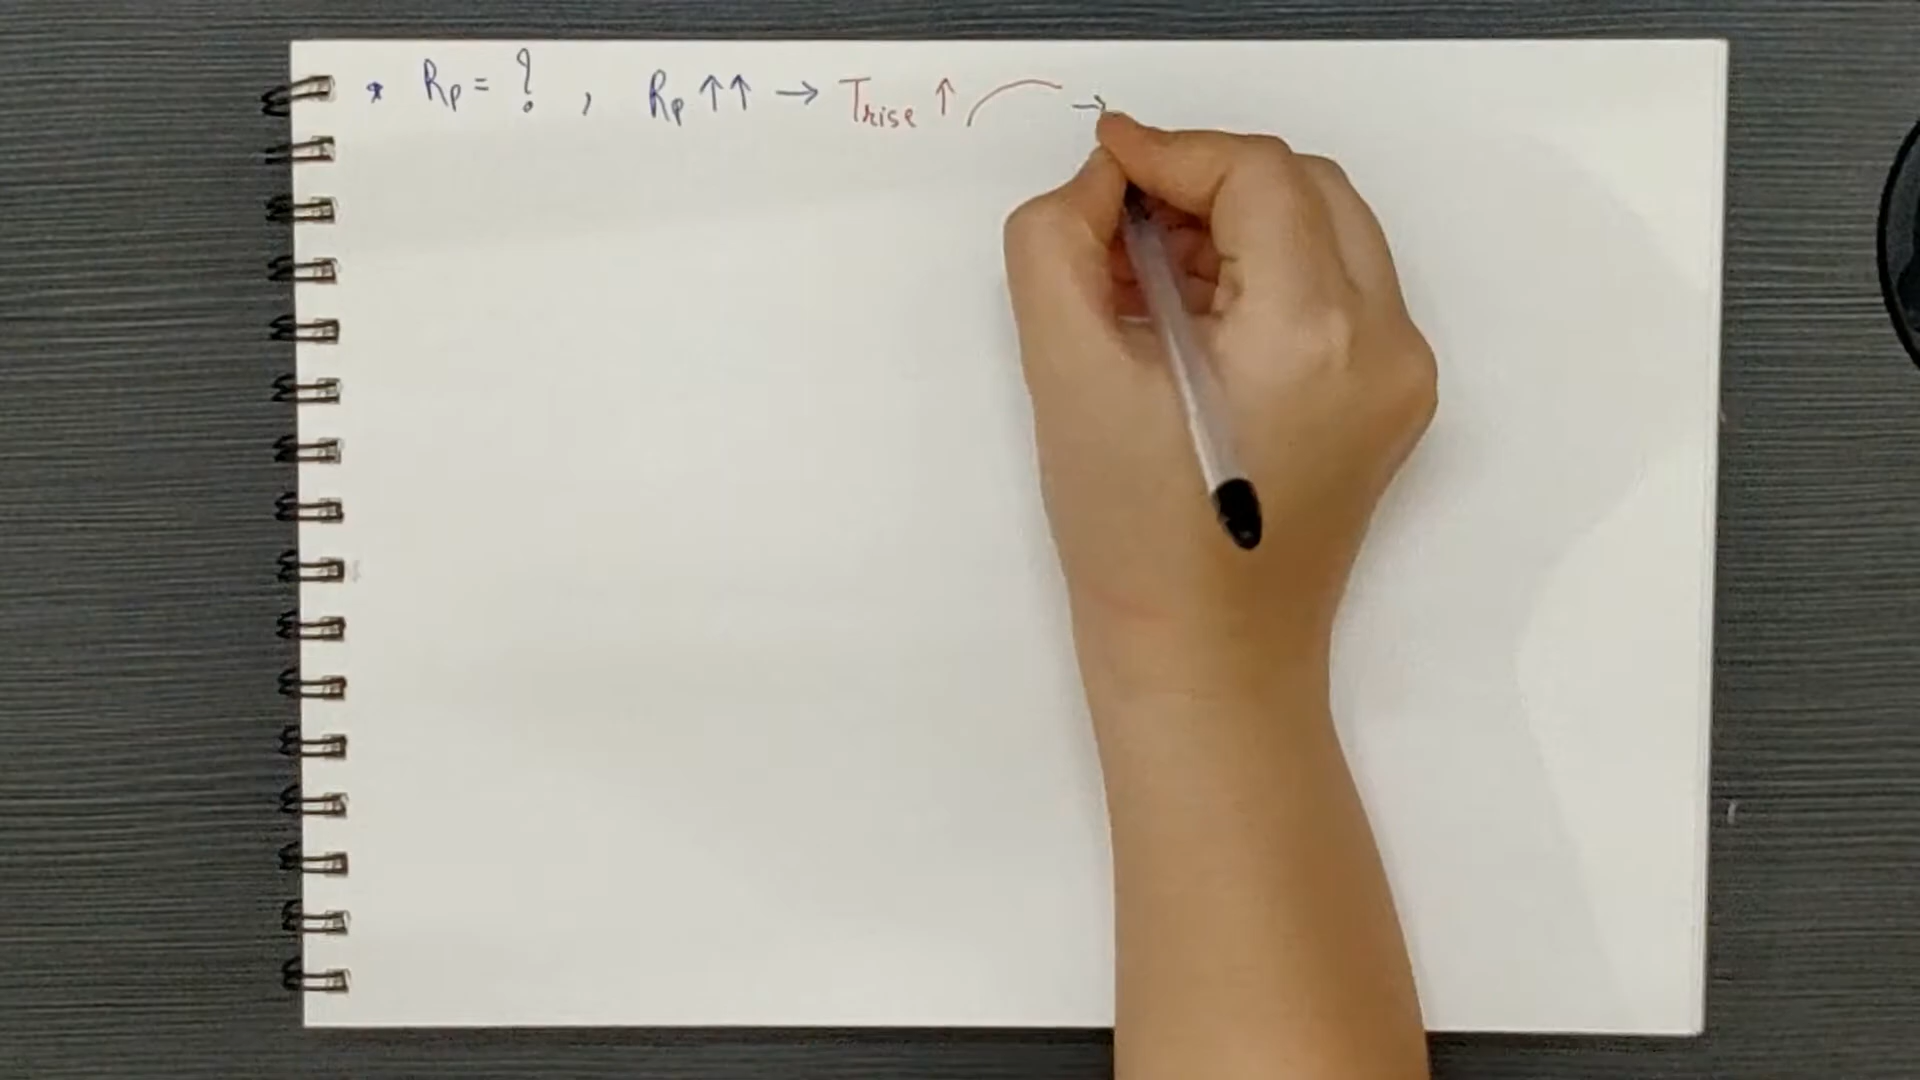 * Rp = ? , Rp ↑↑ → Trise ↑ →